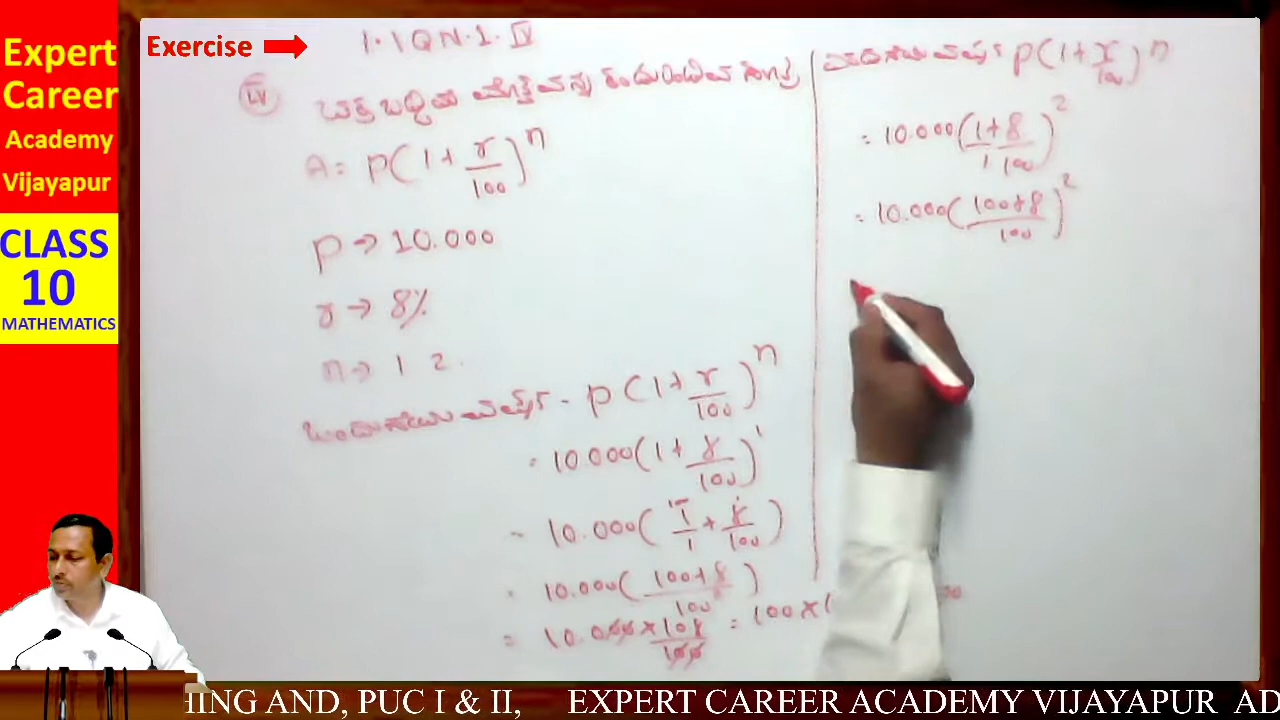 Expert
Career
Academy
Vijayapur
CLASS
10
MATHEMATICS
Exercise
1.1 Q N.1. IV
IV
A = P(1 + r/100)^n
P → 10.000
r → 8%
n → 1 2.
P(1 + r/100)^n
= 10.000(1 + 8/100)^1
= 10.000(1/1 + 8/100)
= 10.000(100+8/100)
= 10.000 × 108/100 = 100 ×
P(1 + r/100)^n
= 10.000(1/1 + 8/100)^2
= 10.000(100+8/100)^2
HING AND, PUC I & II, EXPERT CAREER ACADEMY VIJAYAPUR AD